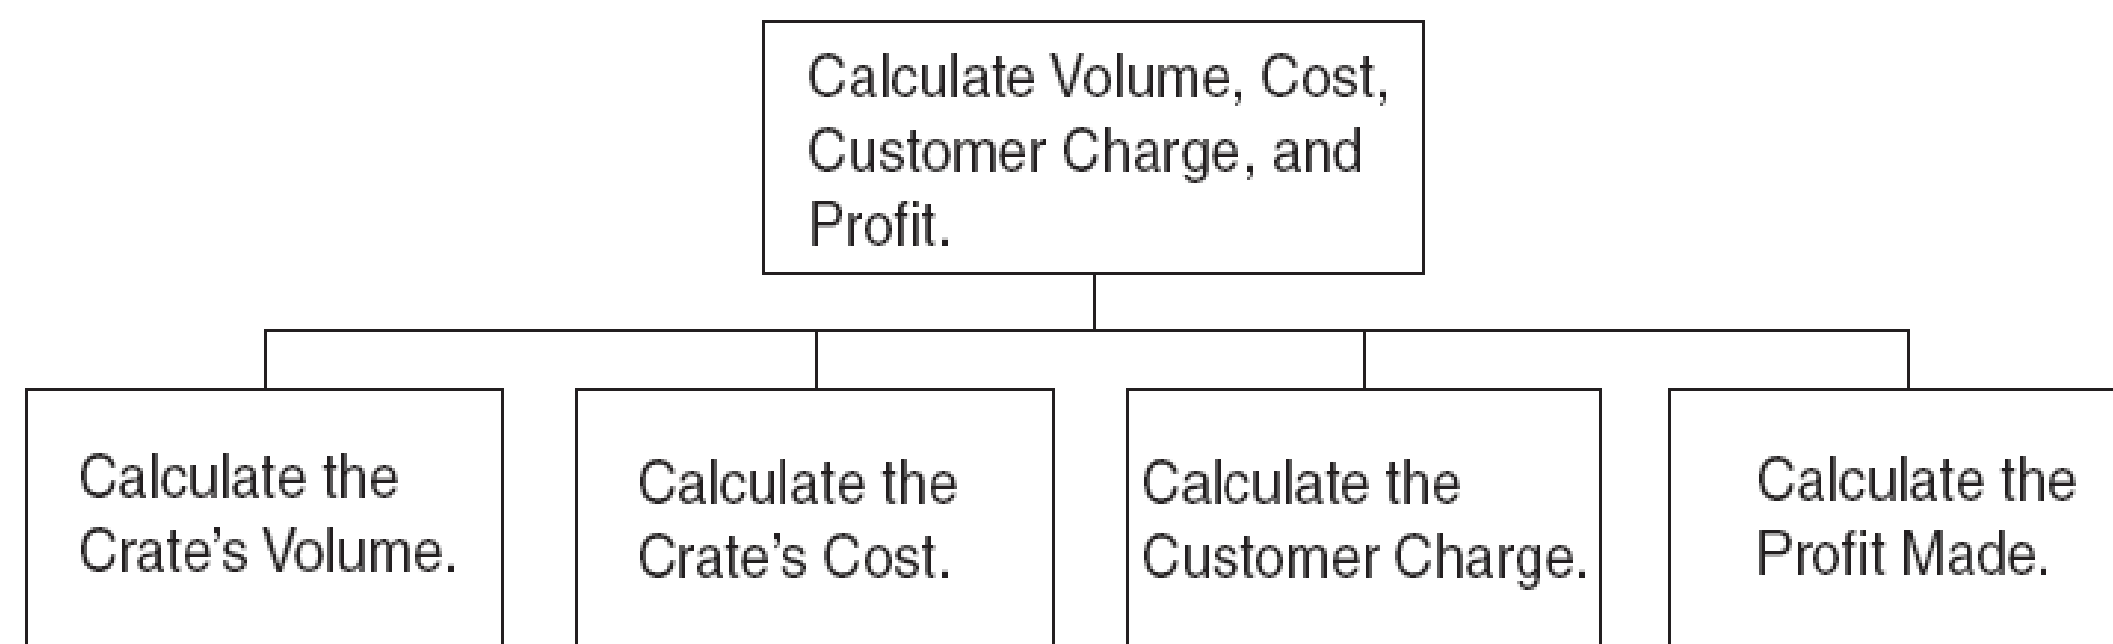 Calculate Volume, Cost,
Customer Charge, and
Profit.
Calculate the
Crate’s Volume.
Calculate the
Crate’s Cost.
Calculate the
Customer Charge.
Calculate the
Profit Made.